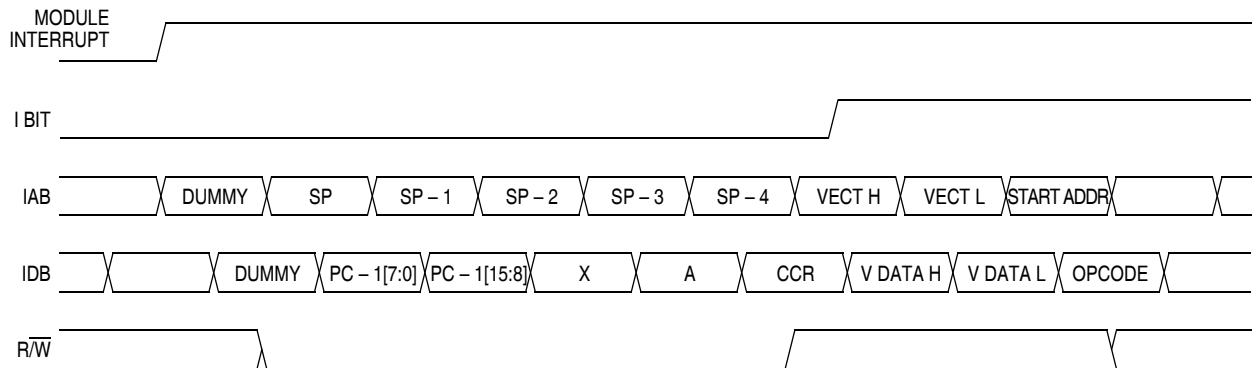 MODULE
INTERRUPT
I BIT
IAB DUMMY SP SP – 1 SP – 2 SP – 3 SP – 4 VECT H VECT L START ADDR
IDB DUMMY PC – 1[7:0] PC – 1[15:8] X A CCR V DATA H V DATA L OPCODE
R/W̅